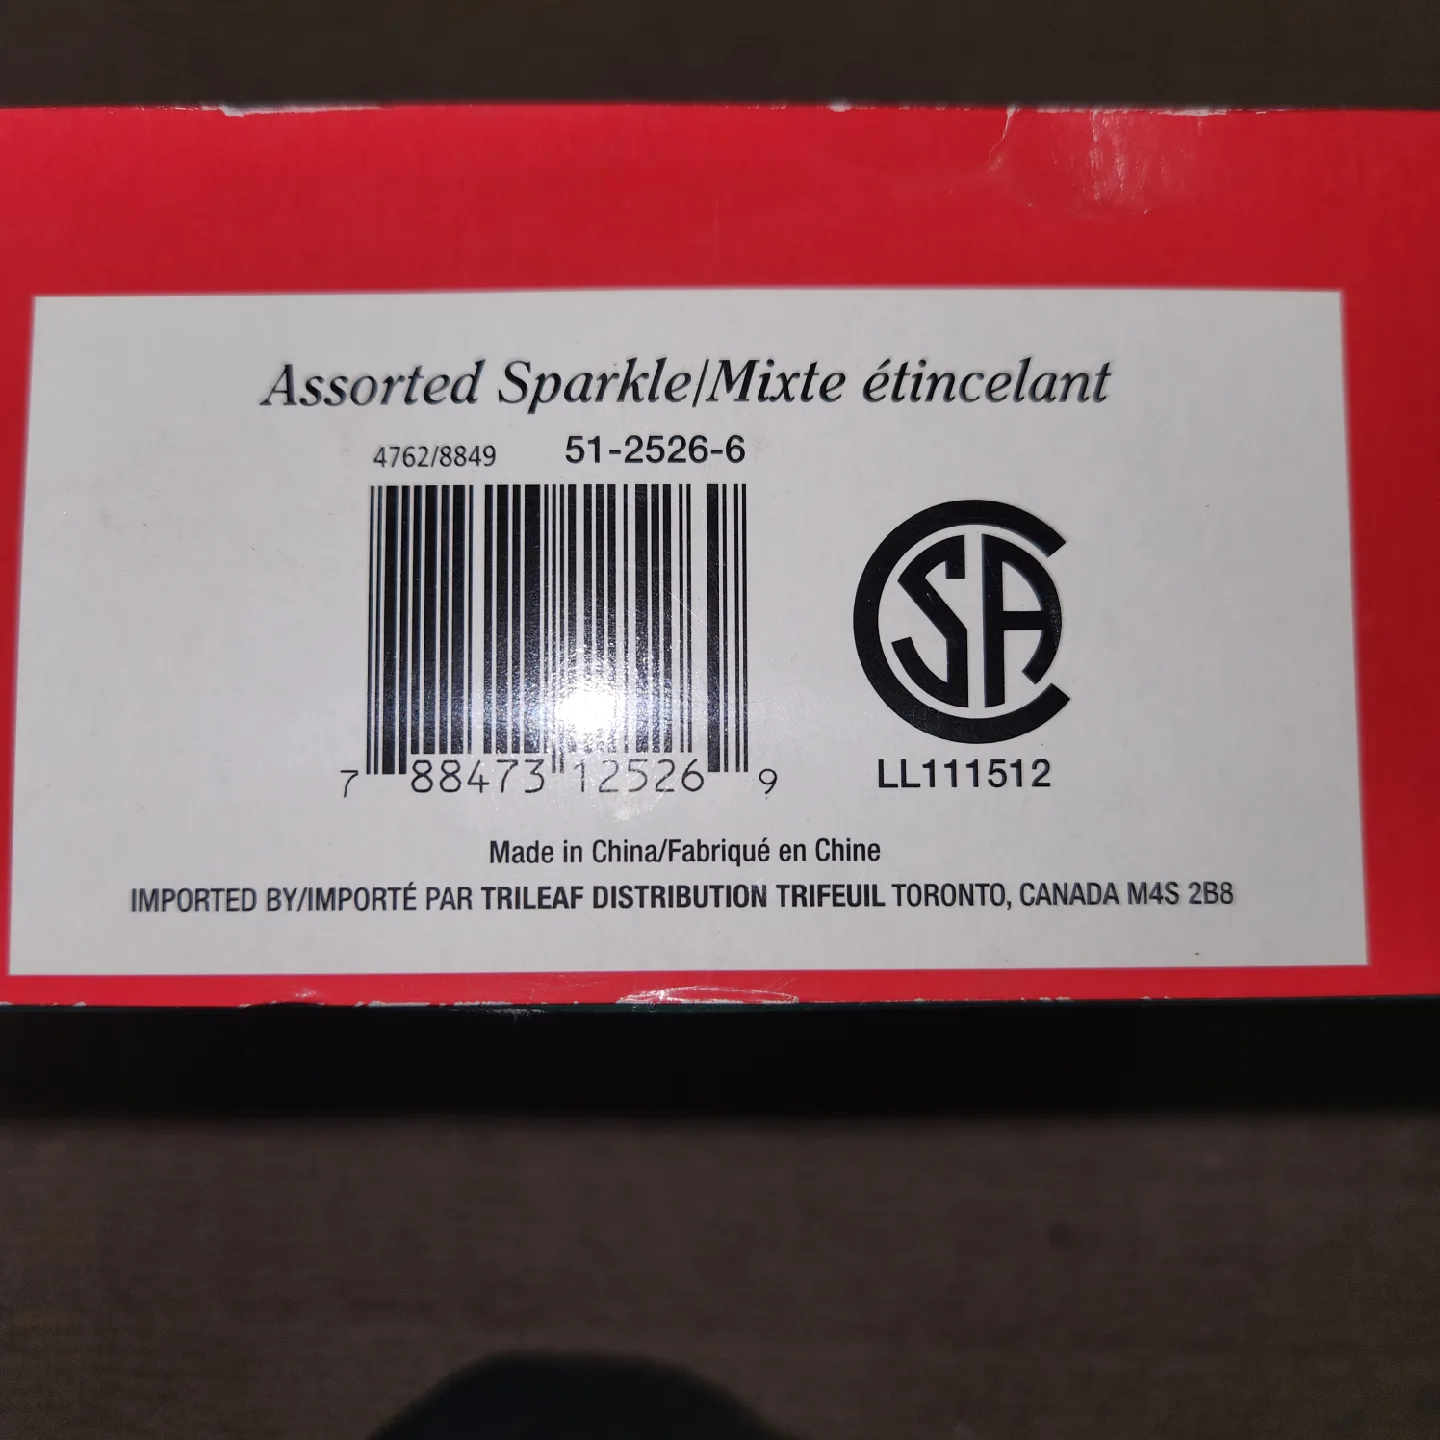 Assorted Sparkle/Mixte étincelant
4762/8849 51-2526-6
7 88473 12526 9
CSA
LL111512
Made in China/Fabriqué en Chine
IMPORTED BY/IMPORTÉ PAR TRILEAF DISTRIBUTION TRIFEUIL TORONTO, CANADA M4S 2B8